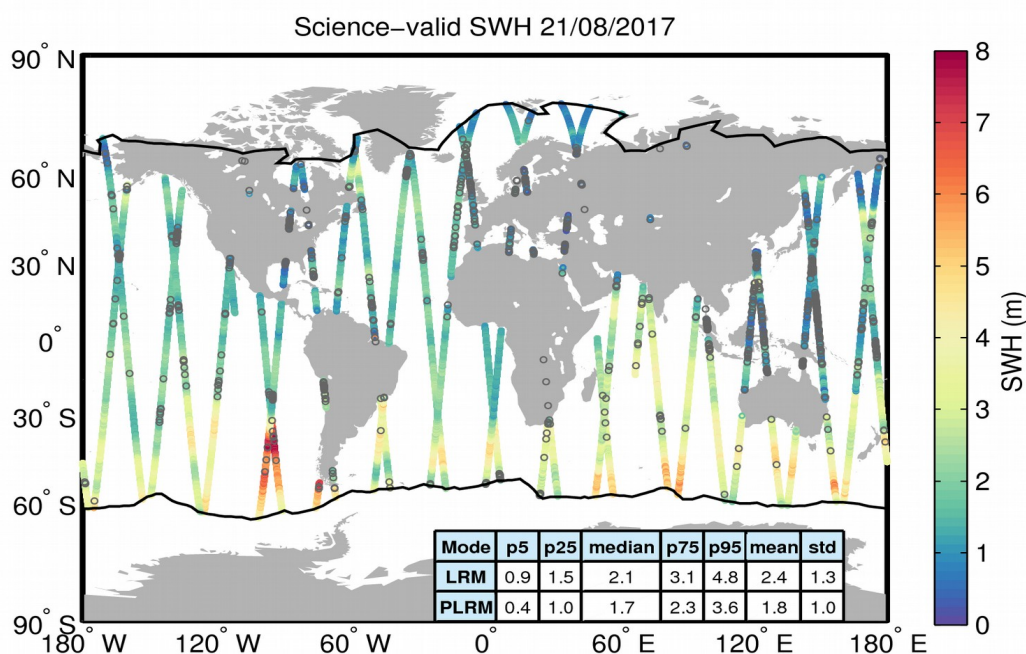 Science–valid SWH 21/08/2017
90° N
60° N
30° N
0°
30° S
60° S
90° S
180° W
120° W
60° W
0°
60° E
120° E
180° E
8
7
6
5
4
3
2
1
0
SWH (m)
Mode p5 p25 median p75 p95 mean std
LRM 0.9 1.5 2.1 3.1 4.8 2.4 1.3
PLRM 0.4 1.0 1.7 2.3 3.6 1.8 1.0